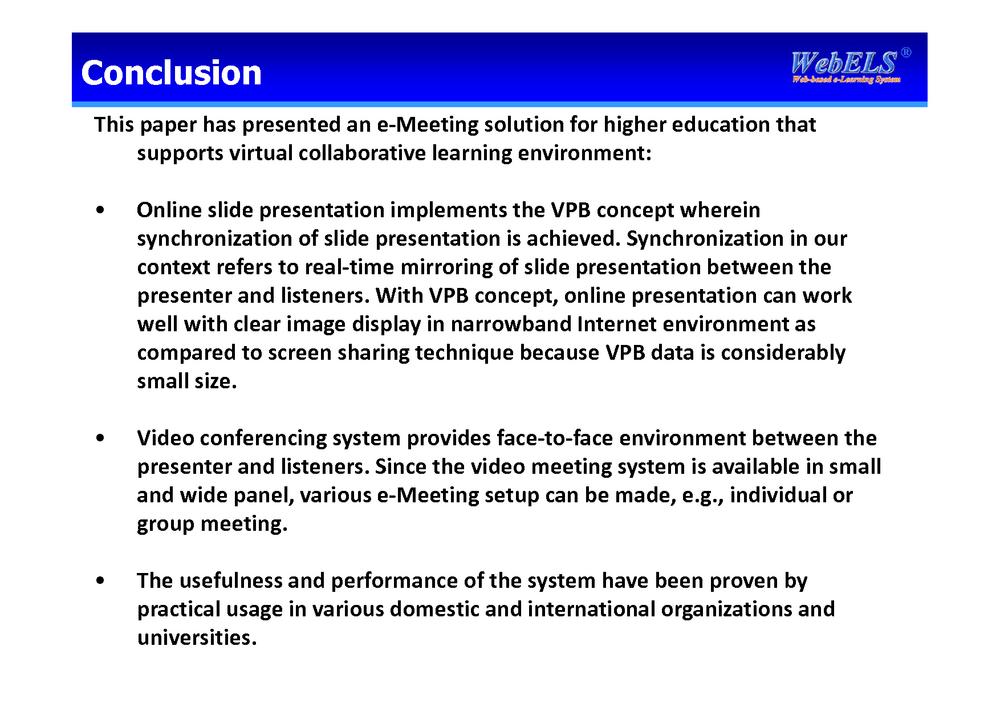 Conclusion
WebELS®
Web-based e-Learning System
This paper has presented an e-Meeting solution for higher education that
supports virtual collaborative learning environment:
• Online slide presentation implements the VPB concept wherein
synchronization of slide presentation is achieved. Synchronization in our
context refers to real-time mirroring of slide presentation between the
presenter and listeners. With VPB concept, online presentation can work
well with clear image display in narrowband Internet environment as
compared to screen sharing technique because VPB data is considerably
small size.
• Video conferencing system provides face-to-face environment between the
presenter and listeners. Since the video meeting system is available in small
and wide panel, various e-Meeting setup can be made, e.g., individual or
group meeting.
• The usefulness and performance of the system have been proven by
practical usage in various domestic and international organizations and
universities.